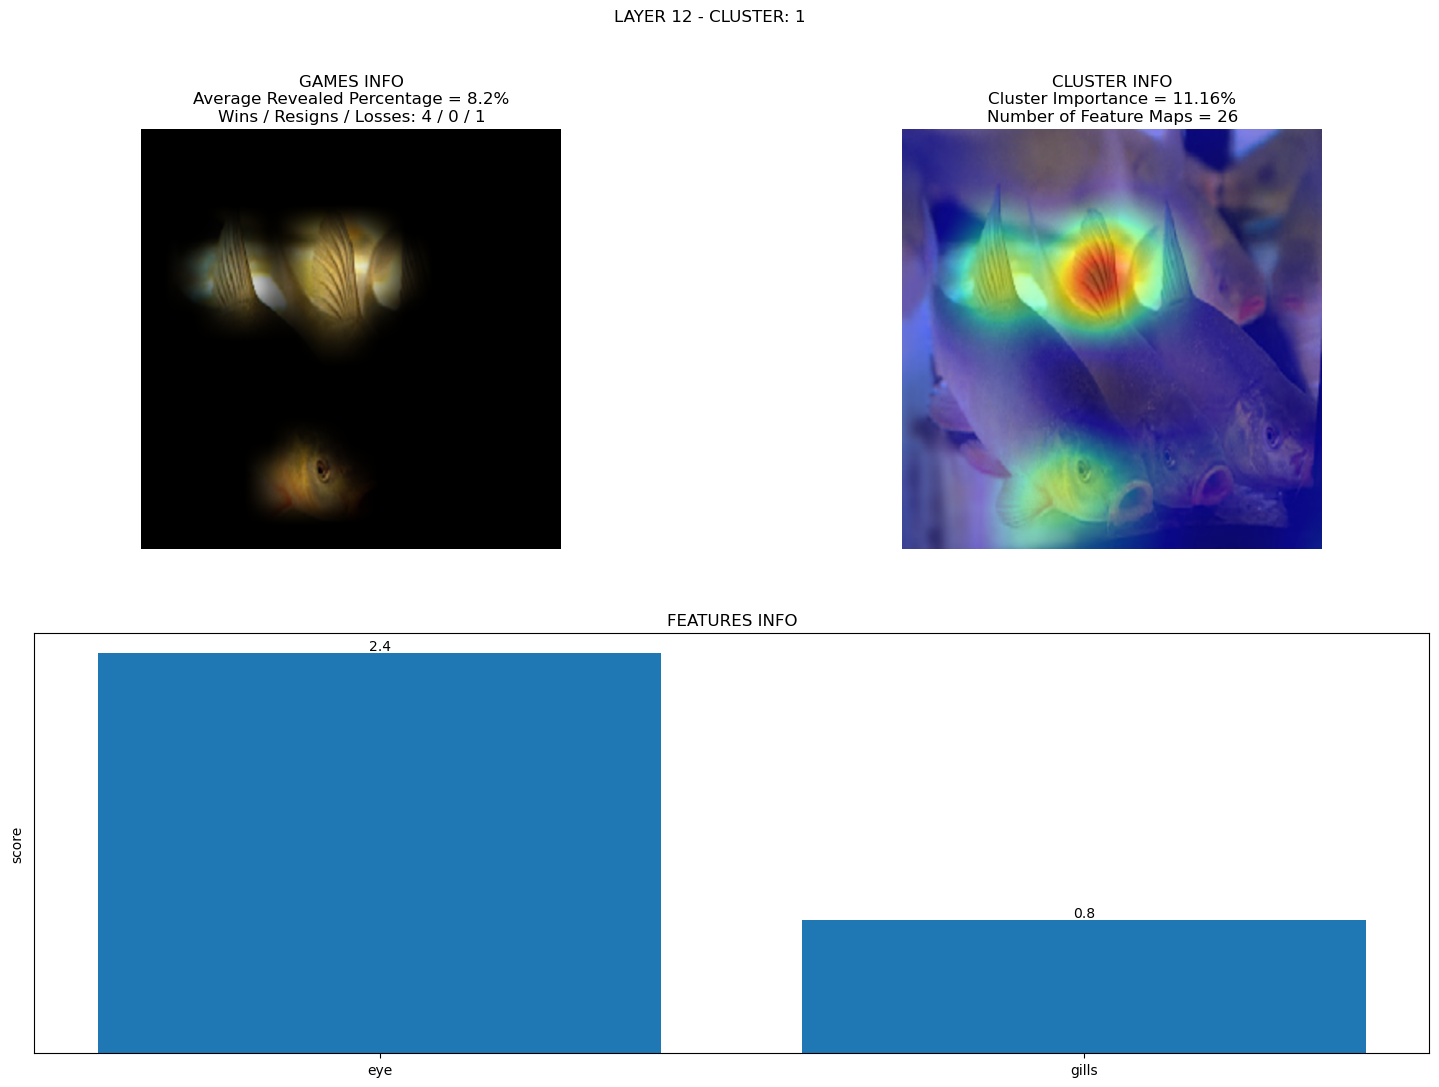 LAYER 12 - CLUSTER: 1
GAMES INFO
Average Revealed Percentage = 8.2%
Wins / Resigns / Losses: 4 / 0 / 1
CLUSTER INFO
Cluster Importance = 11.16%
Number of Feature Maps = 26
FEATURES INFO
score
2.4
0.8
eye
gills